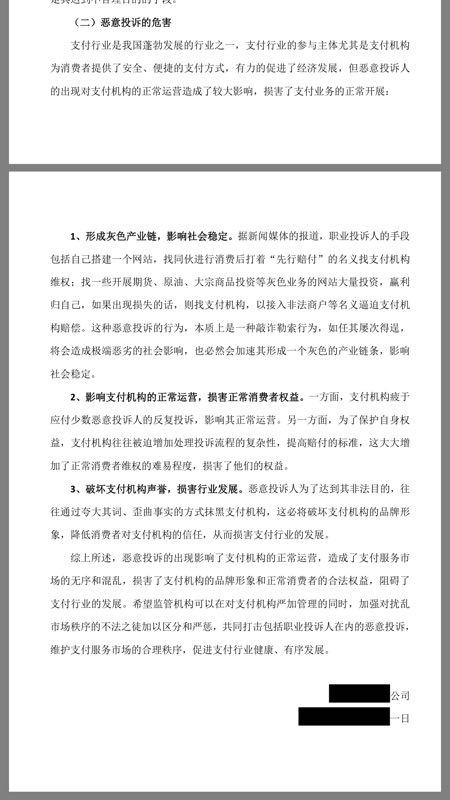 （二）恶意投诉的危害
支付行业是我国蓬勃发展的行业之一，支付行业的参与主体尤其是支付机构
为消费者提供了安全、便捷的支付方式，有力的促进了经济发展，但恶意投诉人
的出现对支付机构的正常运营造成了较大影响，损害了支付业务的正常开展：
1、形成灰色产业链，影响社会稳定。据新闻媒体的报道，职业投诉人的手段
包括自己搭建一个网站，找同伙进行消费后打着“先行赔付”的名义找支付机构
维权；找一些开展期货、原油、大宗商品投资等灰色业务的网站大量投资，赢利
归自己，如果出现损失的话，则找支付机构，以接入非法商户等名义逼迫支付机
构赔偿。这种恶意投诉的行为，本质上是一种敲诈勒索行为，如任其屡次得逞，
将会造成极端恶劣的社会影响，也必然会加速其形成一个灰色的产业链条，影响
社会稳定。
2、影响支付机构的正常运营，损害正常消费者权益。一方面，支付机构疲于
应付少数恶意投诉人的反复投诉，影响其正常运营。另一方面，为了保护自身权
益，支付机构往往被迫增加处理投诉流程的复杂性，提高赔付的标准，这大大增
加了正常消费者维权的难易程度，损害了他们的权益。
3、破坏支付机构声誉，损害行业发展。恶意投诉人为了达到其非法目的，往
往通过夸大其词、歪曲事实的方式抹黑支付机构，这必将破坏支付机构的品牌形
象，降低消费者对支付机构的信任，从而损害支付行业的发展。
综上所述，恶意投诉的出现影响了支付机构的正常运营，造成了支付服务市
场的无序和混乱，损害了支付机构的品牌形象和正常消费者的合法权益，阻碍了
支付行业的发展。希望监管机构可以在对支付机构严加管理的同时，加强对扰乱
市场秩序的不法之徒加以区分和严惩，共同打击包括职业投诉人在内的恶意投诉，
维护支付服务市场的合理秩序，促进支付行业健康、有序发展。
公司
一日